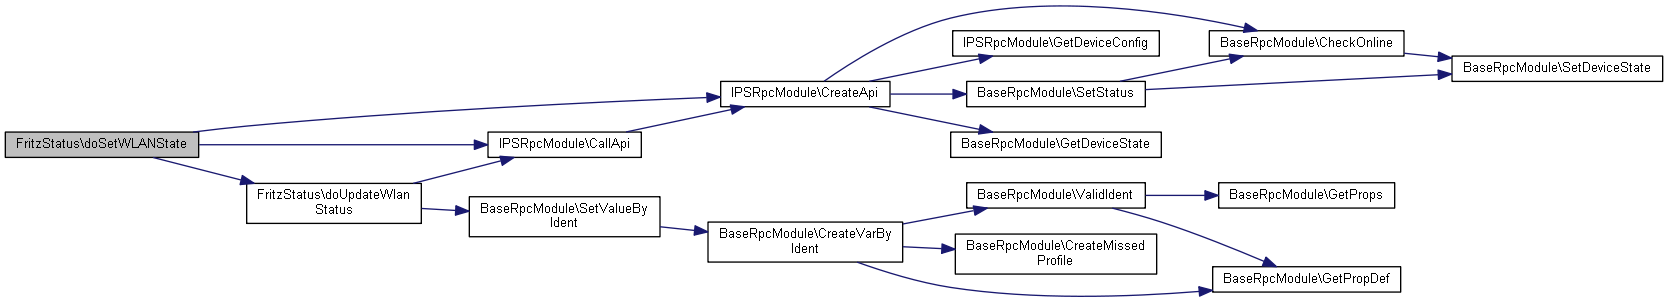 FritzStatus\doSetWLANState
FritzStatus\doUpdateWlan
Status
IPSRpcModule\CallApi
BaseRpcModule\SetValueBy
Ident
IPSRpcModule\CreateApi
BaseRpcModule\CreateVarBy
Ident
IPSRpcModule\GetDeviceConfig
BaseRpcModule\SetStatus
BaseRpcModule\GetDeviceState
BaseRpcModule\ValidIdent
BaseRpcModule\CreateMissed
Profile
BaseRpcModule\CheckOnline
BaseRpcModule\GetProps
BaseRpcModule\GetPropDef
BaseRpcModule\SetDeviceState